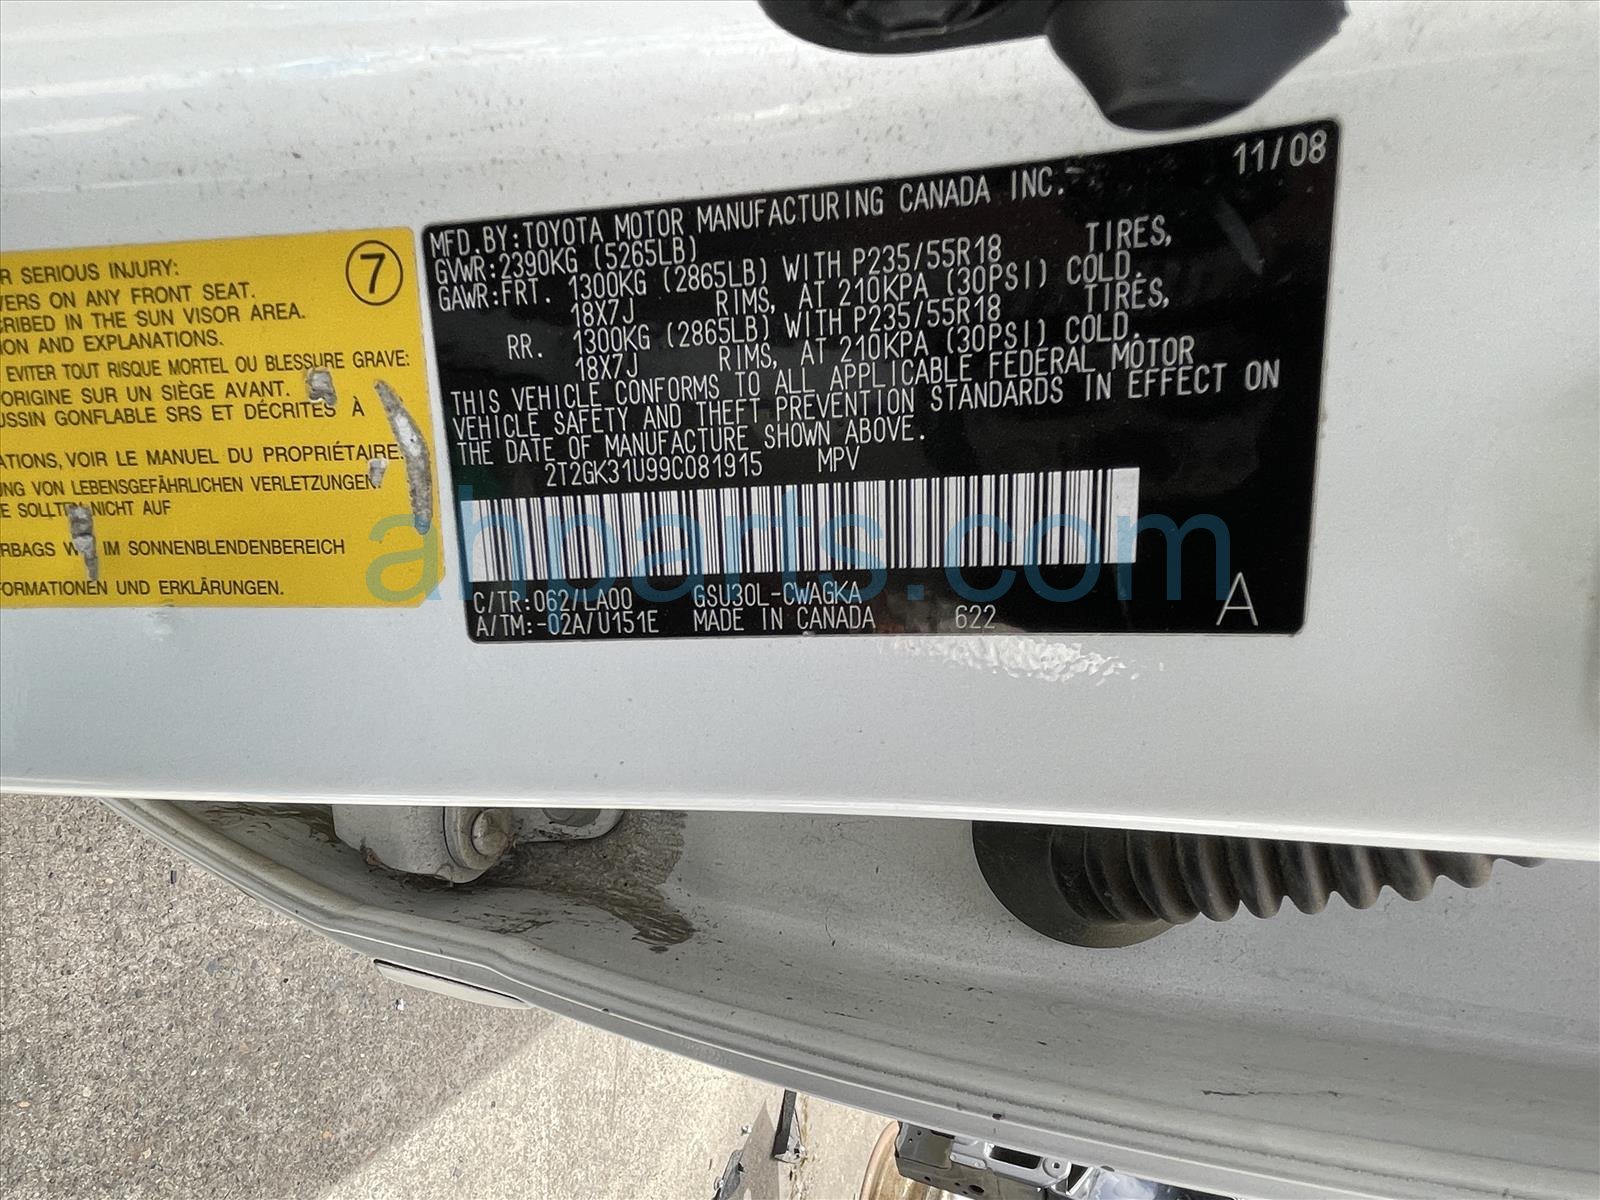 7
R SERIOUS INJURY:
VERS ON ANY FRONT SEAT.
CRIBED IN THE SUN VISOR AREA.
ION AND EXPLANATIONS.
EVITER TOUT RISQUE MORTEL OU BLESSURE GRAVE:
ORIGINE SUR UN SIÈGE AVANT.
USSIN GONFLABLE SRS ET DÉCRITES À
ATIONS, VOIR LE MANUEL DU PROPRIÉTAIRE.
NG VON LEBENSGEFÄHRLICHEN VERLETZUNGEN
E SOLLTEN NICHT AUF
RBAGS W IM SONNENBLENDENBEREICH
FORMATIONEN UND ERKLÄRUNGEN.
11/08
MFD. BY: TOYOTA MOTOR MANUFACTURING CANADA INC.
GVWR: 2390KG (5265LB)
GAWR: FRT. 1300KG (2865LB) WITH P235/55R18 TIRES,
18X7J RIMS, AT 210KPA (30PSI) COLD.
RR. 1300KG (2865LB) WITH P235/55R18 TIRES,
18X7J RIMS, AT 210KPA (30PSI) COLD.
THIS VEHICLE CONFORMS TO ALL APPLICABLE FEDERAL MOTOR
VEHICLE SAFETY AND THEFT PREVENTION STANDARDS IN EFFECT ON
THE DATE OF MANUFACTURE SHOWN ABOVE.
2T2GK31U99C081915 MPV
ahparts.com
C/TR: 062/LA00 GSU30L-CWAGKA
A/TM: -02A/U151E MADE IN CANADA 622 A